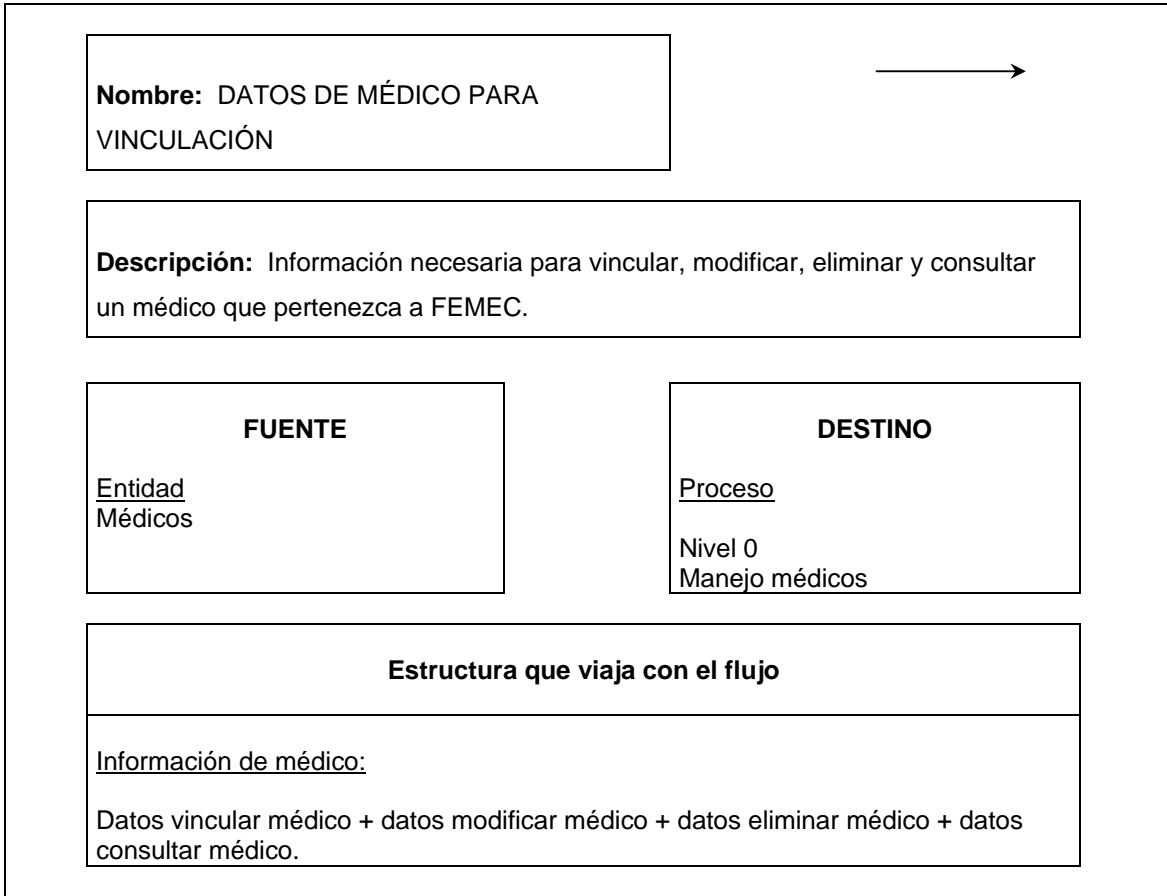 Nombre: DATOS DE MÉDICO PARA
VINCULACIÓN
Descripción: Información necesaria para vincular, modificar, eliminar y consultar
un médico que pertenezca a FEMEC.
FUENTE
Entidad
Médicos
DESTINO
Proceso
Nivel 0
Manejo médicos
Estructura que viaja con el flujo
Información de médico:
Datos vincular médico + datos modificar médico + datos eliminar médico + datos
consultar médico.